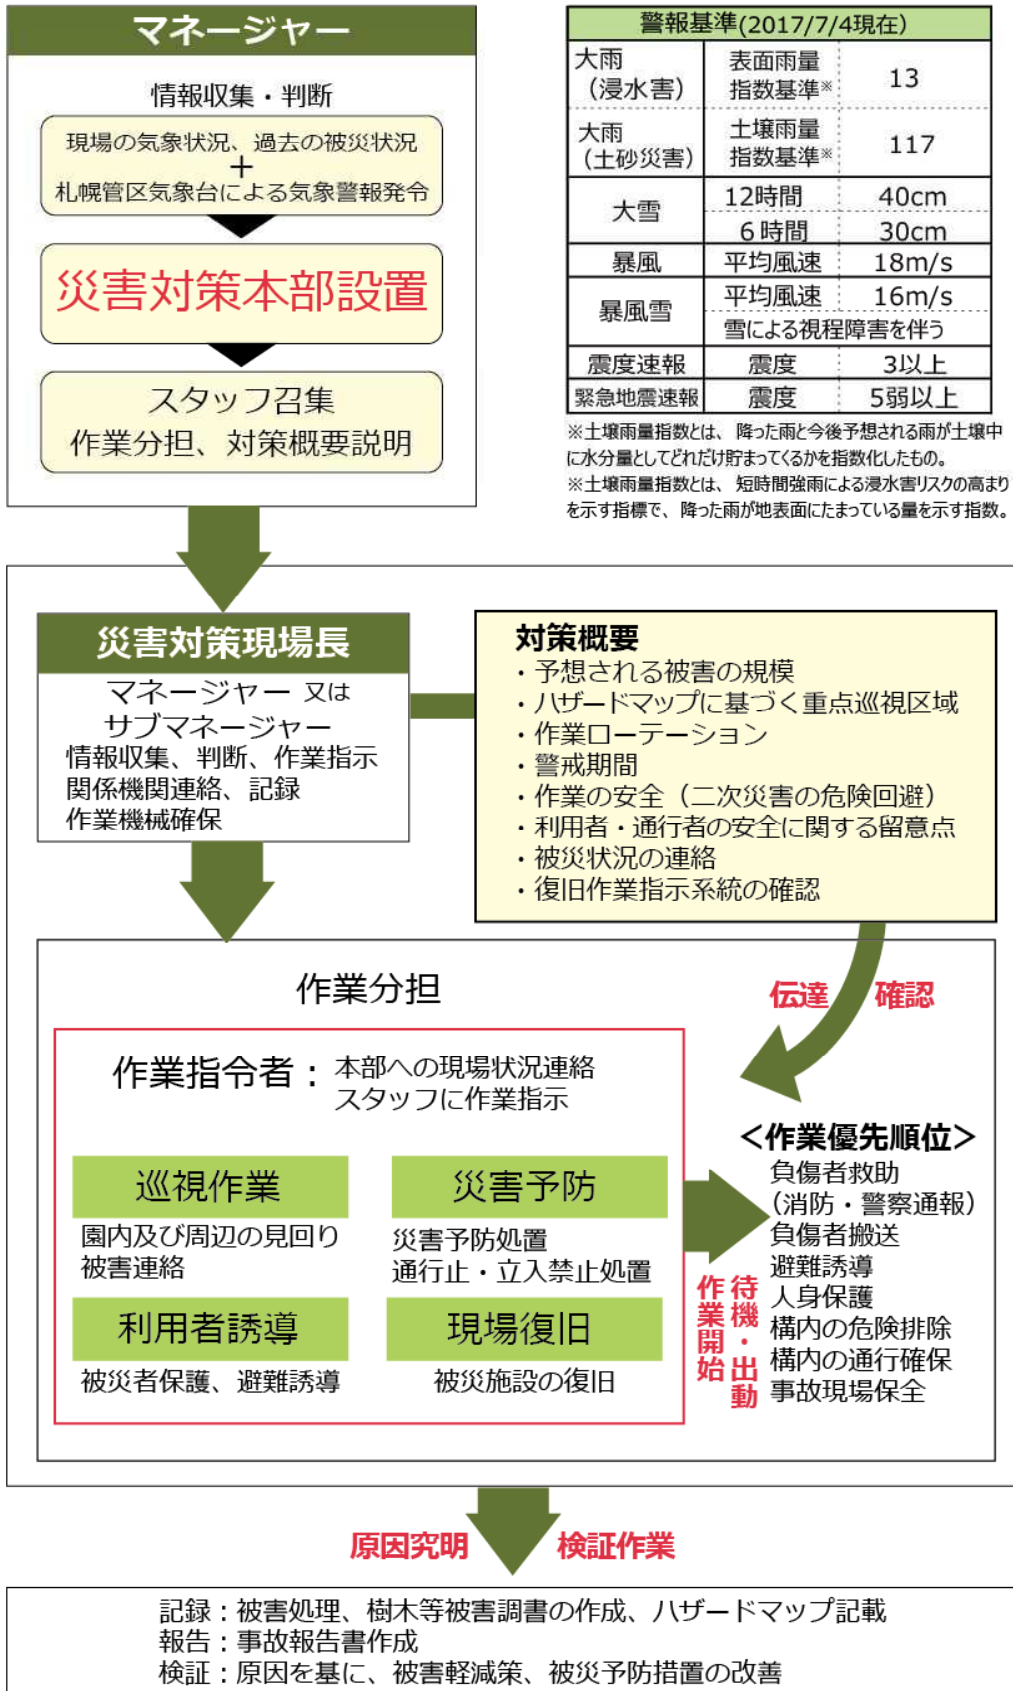 マネージャー
情報収集・判断
現場の気象状況、過去の被災状況
＋
札幌管区気象台による気象警報発令
災害対策本部設置
スタッフ召集
作業分担、対策概要説明
警報基準(2017/7/4現在)
大雨（浸水害） 表面雨量指数基準※ 13
大雨（土砂災害） 土壌雨量指数基準※ 117
大雪 12時間 40cm
６時間 30cm
暴風 平均風速 18m/s
暴風雪 平均風速 16m/s
雪による視程障害を伴う
震度速報 震度 3以上
緊急地震速報 震度 5弱以上
※土壌雨量指数とは、降った雨と今後予想される雨が土壌中
に水分量としてどれだけ貯まってくるかを指数化したもの。
※土壌雨量指数とは、短時間強雨による浸水害リスクの高まり
を示す指標で、降った雨が地表面にたまっている量を示す指数。
災害対策現場長
マネージャー 又は
サブマネージャー
情報収集、判断、作業指示
関係機関連絡、記録
作業機械確保
対策概要
・予想される被害の規模
・ハザードマップに基づく重点巡視区域
・作業ローテーション
・警戒期間
・作業の安全（二次災害の危険回避）
・利用者・通行者の安全に関する留意点
・被災状況の連絡
・復旧作業指示系統の確認
伝達 確認
作業分担
作業指令者：本部への現場状況連絡
スタッフに作業指示
巡視作業
園内及び周辺の見回り
被害連絡
災害予防
災害予防処置
通行止・立入禁止処置
利用者誘導
被災者保護、避難誘導
現場復旧
被災施設の復旧
待機・出動
作業開始
＜作業優先順位＞
負傷者救助
（消防・警察通報）
負傷者搬送
避難誘導
人身保護
構内の危険排除
構内の通行確保
事故現場保全
原因究明 検証作業
記録：被害処理、樹木等被害調書の作成、ハザードマップ記載
報告：事故報告書作成
検証：原因を基に、被害軽減策、被災予防措置の改善